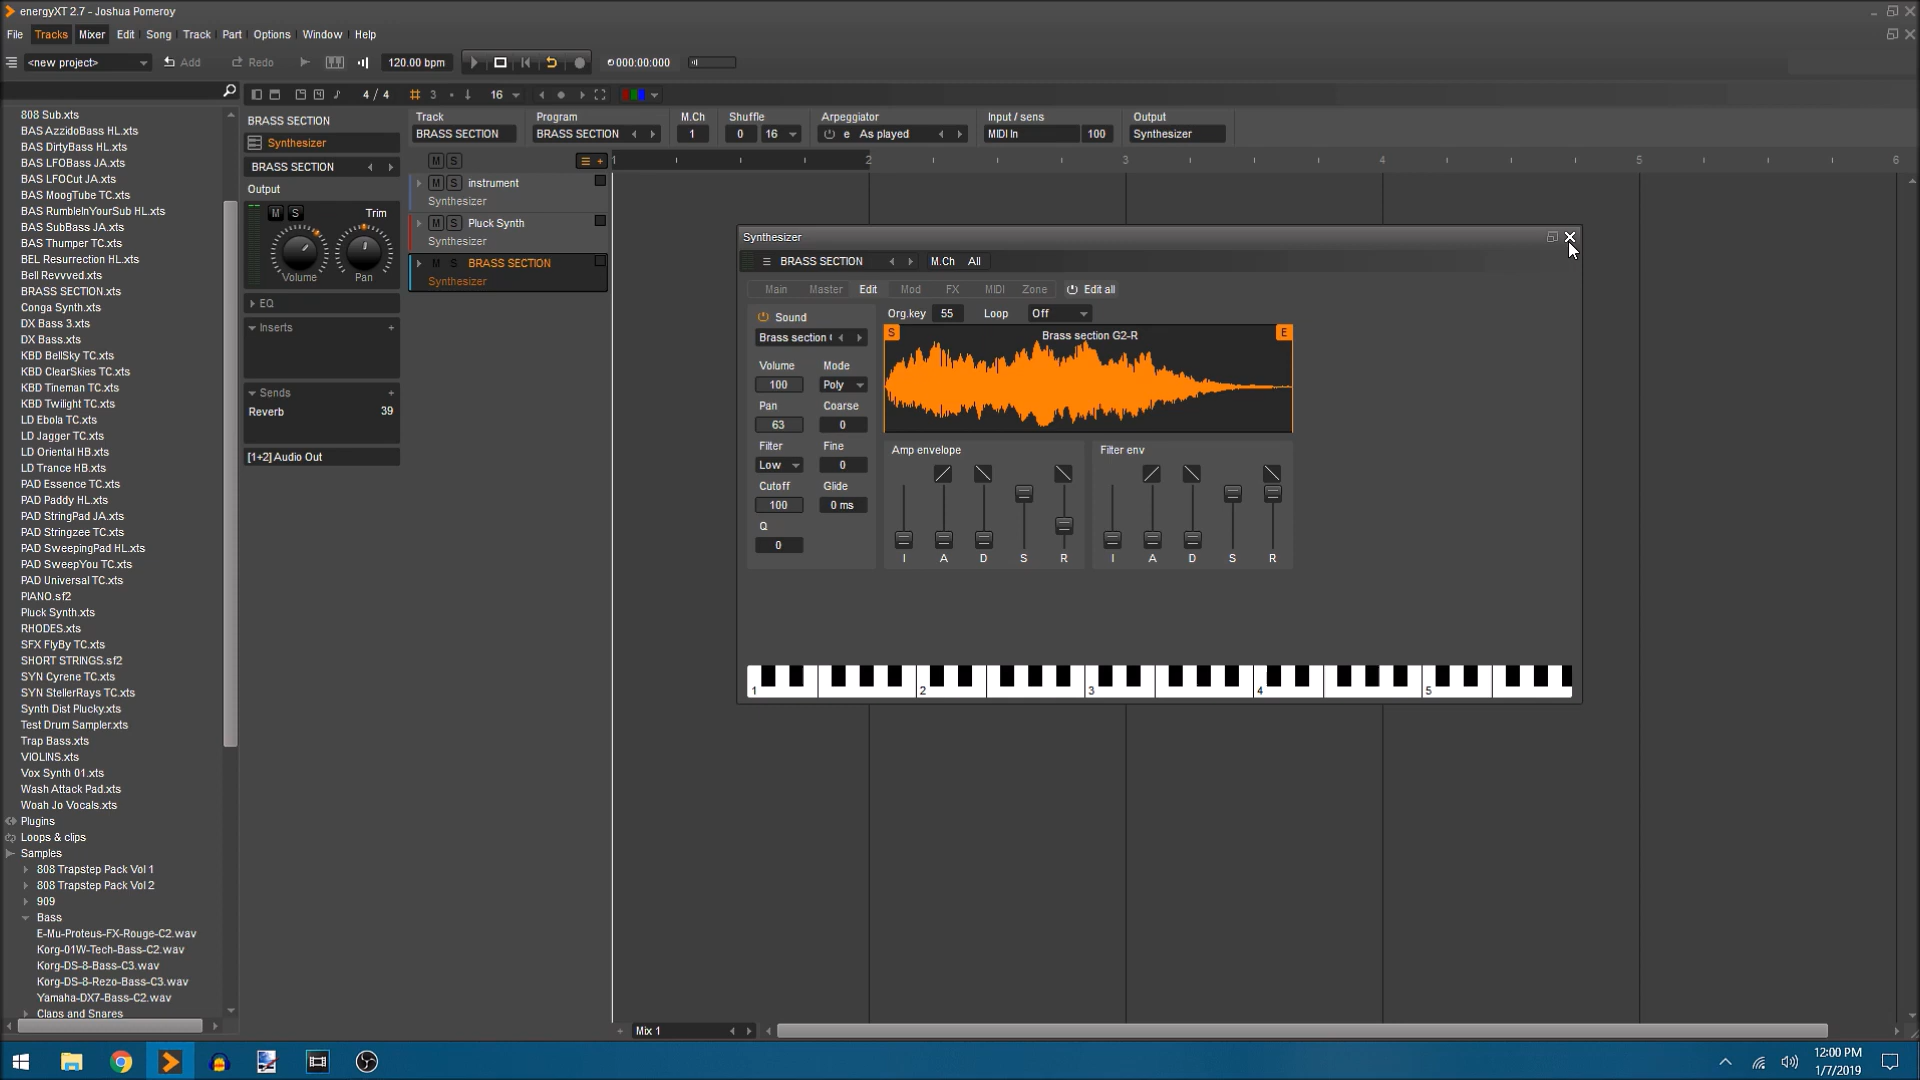 energyXT 2.7 - Joshua Pomeroy
File Tracks Mixer Edit Song Track Part Options Window Help
<new project> Add Redo 120.00 bpm 000:00:000
4 / 4 3 16
808 Sub.xts
BAS AzzidoBass HL.xts
BAS DirtyBass HL.xts
BAS LFOBass JA.xts
BAS LFOCut JA.xts
BAS MoogTube TC.xts
BAS RumbleInYourSub HL.xts
BAS SubBass JA.xts
BAS Thumper TC.xts
BEL Resurrection HL.xts
Bell Revvved.xts
BRASS SECTION.xts
Conga Synth.xts
DX Bass 3.xts
DX Bass.xts
KBD BellSky TC.xts
KBD ClearSkies TC.xts
KBD Tineman TC.xts
KBD Twilight TC.xts
LD Ebola TC.xts
LD Jagger TC.xts
LD Oriental HB.xts
LD Trance HB.xts
PAD Essence TC.xts
PAD Paddy HL.xts
PAD StringPad JA.xts
PAD Stringzee TC.xts
PAD SweepingPad HL.xts
PAD SweepYou TC.xts
PAD Universal TC.xts
PIANO.sf2
Pluck Synth.xts
RHODES.xts
SFX FlyBy TC.xts
SHORT STRINGS.sf2
SYN Cyrene TC.xts
SYN StellerRays TC.xts
Synth Dist Plucky.xts
Test Drum Sampler.xts
Trap Bass.xts
VIOLINS.xts
Vox Synth 01.xts
Wash Attack Pad.xts
Woah Jo Vocals.xts
Plugins
Loops & clips
Samples
808 Trapstep Pack Vol 1
808 Trapstep Pack Vol 2
909
Bass
E-Mu-Proteus-FX-Rouge-C2.wav
Korg-01W-Tech-Bass-C2.wav
Korg-DS-8-Bass-C3.wav
Korg-DS-8-Rezo-Bass-C3.wav
Yamaha-DX7-Bass-C2.wav
Claps and Snares
BRASS SECTION
Synthesizer
BRASS SECTION
Output
M S Trim
Volume Pan
EQ
Inserts +
Sends +
Reverb 39
[1+2] Audio Out
Track Program M.Ch Shuffle Arpeggiator Input / sens Output
BRASS SECTION BRASS SECTION 1 0 16 e As played MIDI In 100 Synthesizer
M S + 1 2 3 4 5 6
M S instrument
Synthesizer
M S Pluck Synth
Synthesizer
M S BRASS SECTION
Synthesizer
Synthesizer
BRASS SECTION M.Ch All
Main Master Edit Mod FX MIDI Zone Edit all
Sound Org.key 55 Loop Off
Brass section
S Brass section G2-R E
Volume Mode
100 Poly
Pan Coarse
63 0
Filter Fine
Low 0
Cutoff Glide
100 0 ms
Q
0
Amp envelope Filter env
I A D S R I A D S R
1 2 3 4 5
+ Mix 1
12:00 PM
1/7/2019